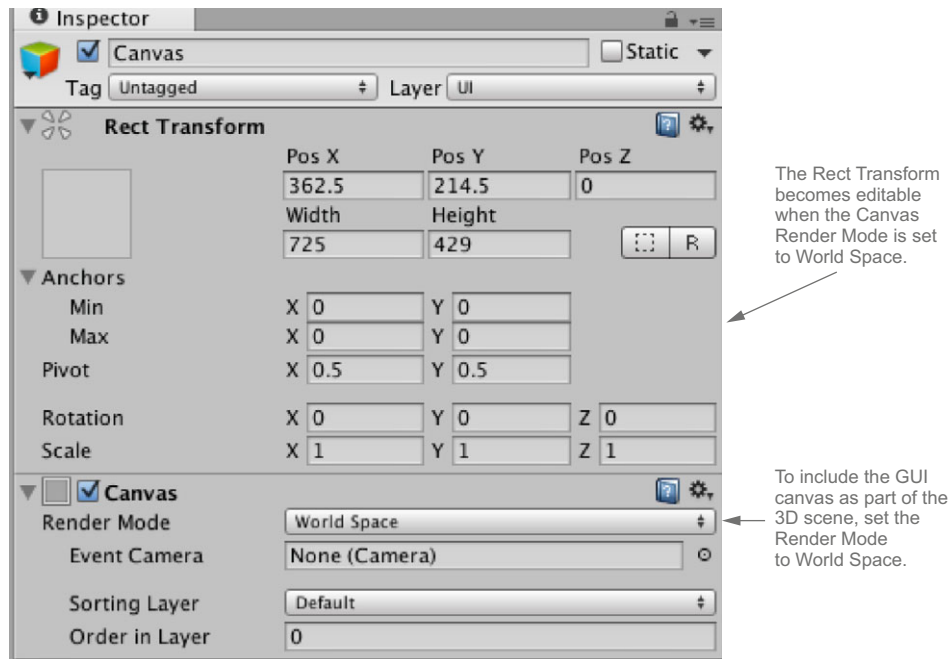 Inspector
Canvas Static
Tag Untagged Layer UI
Rect Transform
Pos X Pos Y Pos Z
362.5 214.5 0
Width Height
725 429 R
Anchors
Min X 0 Y 0
Max X 0 Y 0
Pivot X 0.5 Y 0.5
Rotation X 0 Y 0 Z 0
Scale X 1 Y 1 Z 1
Canvas
Render Mode World Space
Event Camera None (Camera)
Sorting Layer Default
Order in Layer 0
The Rect Transform
becomes editable
when the Canvas
Render Mode is set
to World Space.
To include the GUI
canvas as part of the
3D scene, set the
Render Mode
to World Space.